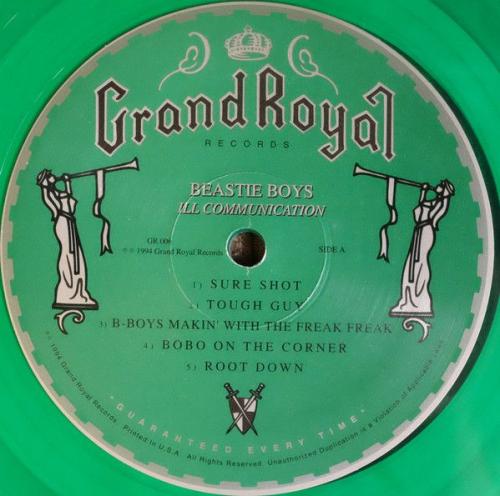 Grand Royal
RECORDS
BEASTIE BOYS
ILL COMMUNICATION
GR 006
℗ © 1994 Grand Royal Records
SIDE A
1) SURE SHOT
2) TOUGH GUY
3) B-BOYS MAKIN' WITH THE FREAK FREAK
4) BOBO ON THE CORNER
5) ROOT DOWN
• GUARANTEED EVERY TIME •
℗ © 1994 Grand Royal Records. Printed in U.S.A. All Rights Reserved. Unauthorized Duplication is a Violation of Applicable Laws.